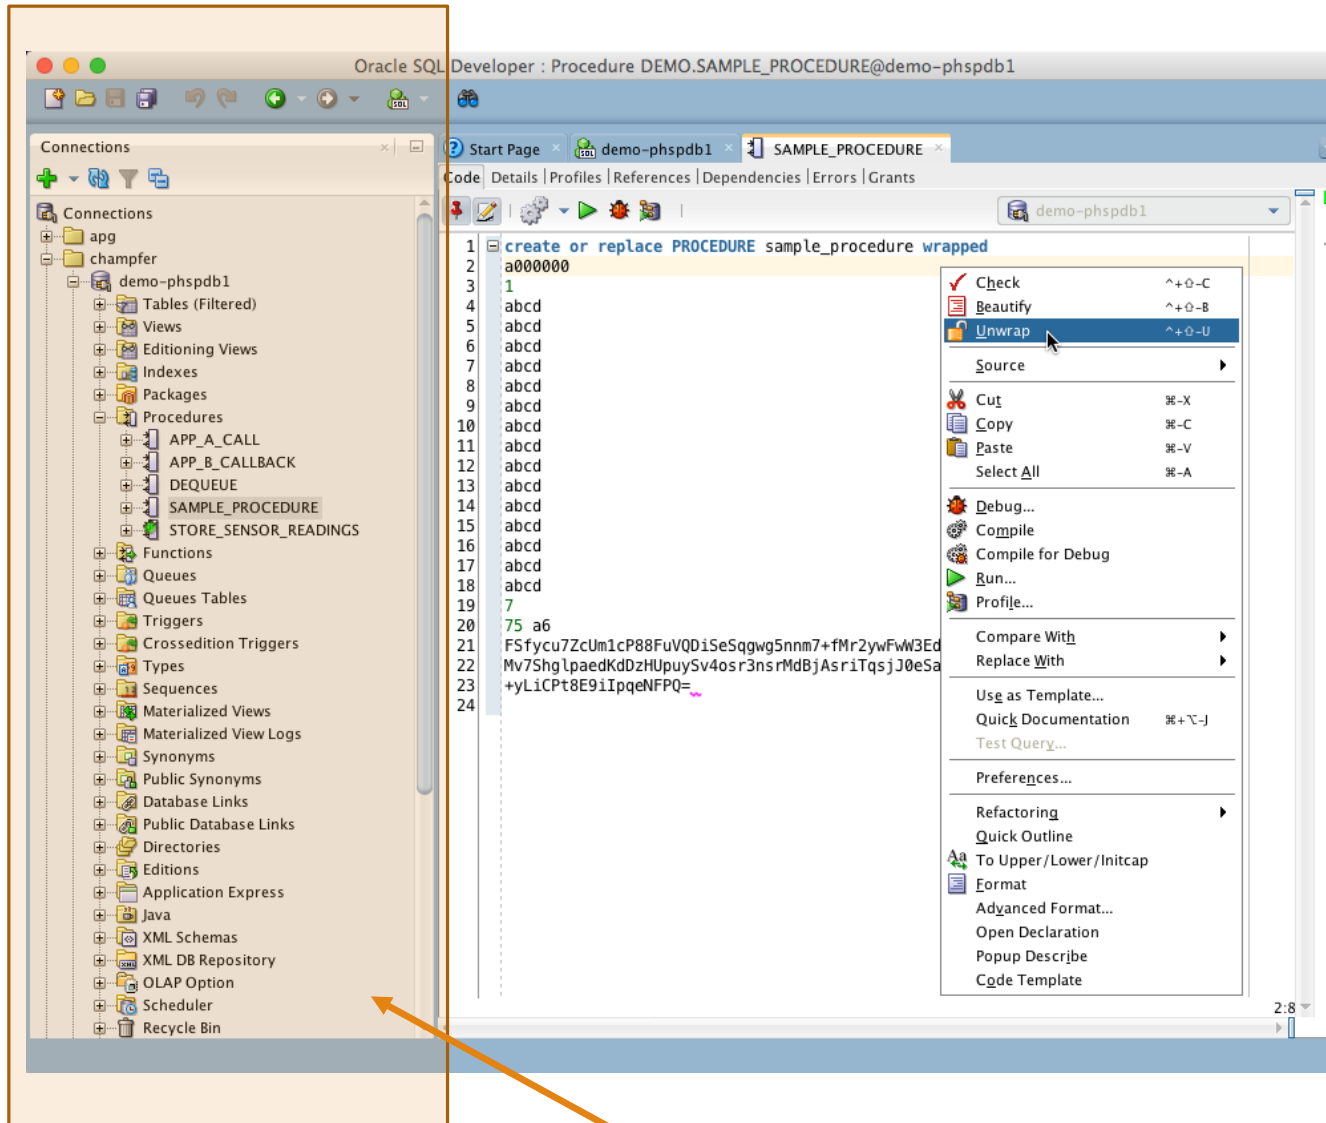 Oracle SQL Developer : Procedure DEMO.SAMPLE_PROCEDURE@demo-phspdb1
Connections
Connections
apg
champfer
demo-phspdb1
Tables (Filtered)
Views
Editioning Views
Indexes
Packages
Procedures
APP_A_CALL
APP_B_CALLBACK
DEQUEUE
SAMPLE_PROCEDURE
STORE_SENSOR_READINGS
Functions
Queues
Queues Tables
Triggers
Crossedition Triggers
Types
Sequences
Materialized Views
Materialized View Logs
Synonyms
Public Synonyms
Database Links
Public Database Links
Directories
Editions
Application Express
Java
XML Schemas
XML DB Repository
OLAP Option
Scheduler
Recycle Bin
Start Page demo-phspdb1 SAMPLE_PROCEDURE
Code Details | Profiles | References | Dependencies | Errors | Grants
demo-phspdb1
1 create or replace PROCEDURE sample_procedure wrapped
2 a000000
3 1
4 abcd
5 abcd
6 abcd
7 abcd
8 abcd
9 abcd
10 abcd
11 abcd
12 abcd
13 abcd
14 abcd
15 abcd
16 abcd
17 abcd
18 abcd
19 7
20 75 a6
21 FSfycu7ZcUm1cP88FuVQDiSeSqgwg5nnm7+fMr2ywFwW3Ed
22 Mv7ShglpaedKdDzHUpuySv4osr3nsrMdBjAsriTqsjJ0eSa
23 +yLiCPt8E9iIpqeNFPQ=
24
Check ^+⇧-C
Beautify ^+⇧-B
Unwrap ^+⇧-U
Source
Cut ⌘-X
Copy ⌘-C
Paste ⌘-V
Select All ⌘-A
Debug...
Compile
Compile for Debug
Run...
Profile...
Compare With
Replace With
Use as Template...
Quick Documentation ⌘+⌥-J
Test Query...
Preferences...
Refactoring
Quick Outline
To Upper/Lower/Initcap
Format
Advanced Format...
Open Declaration
Popup Describe
Code Template
2:8